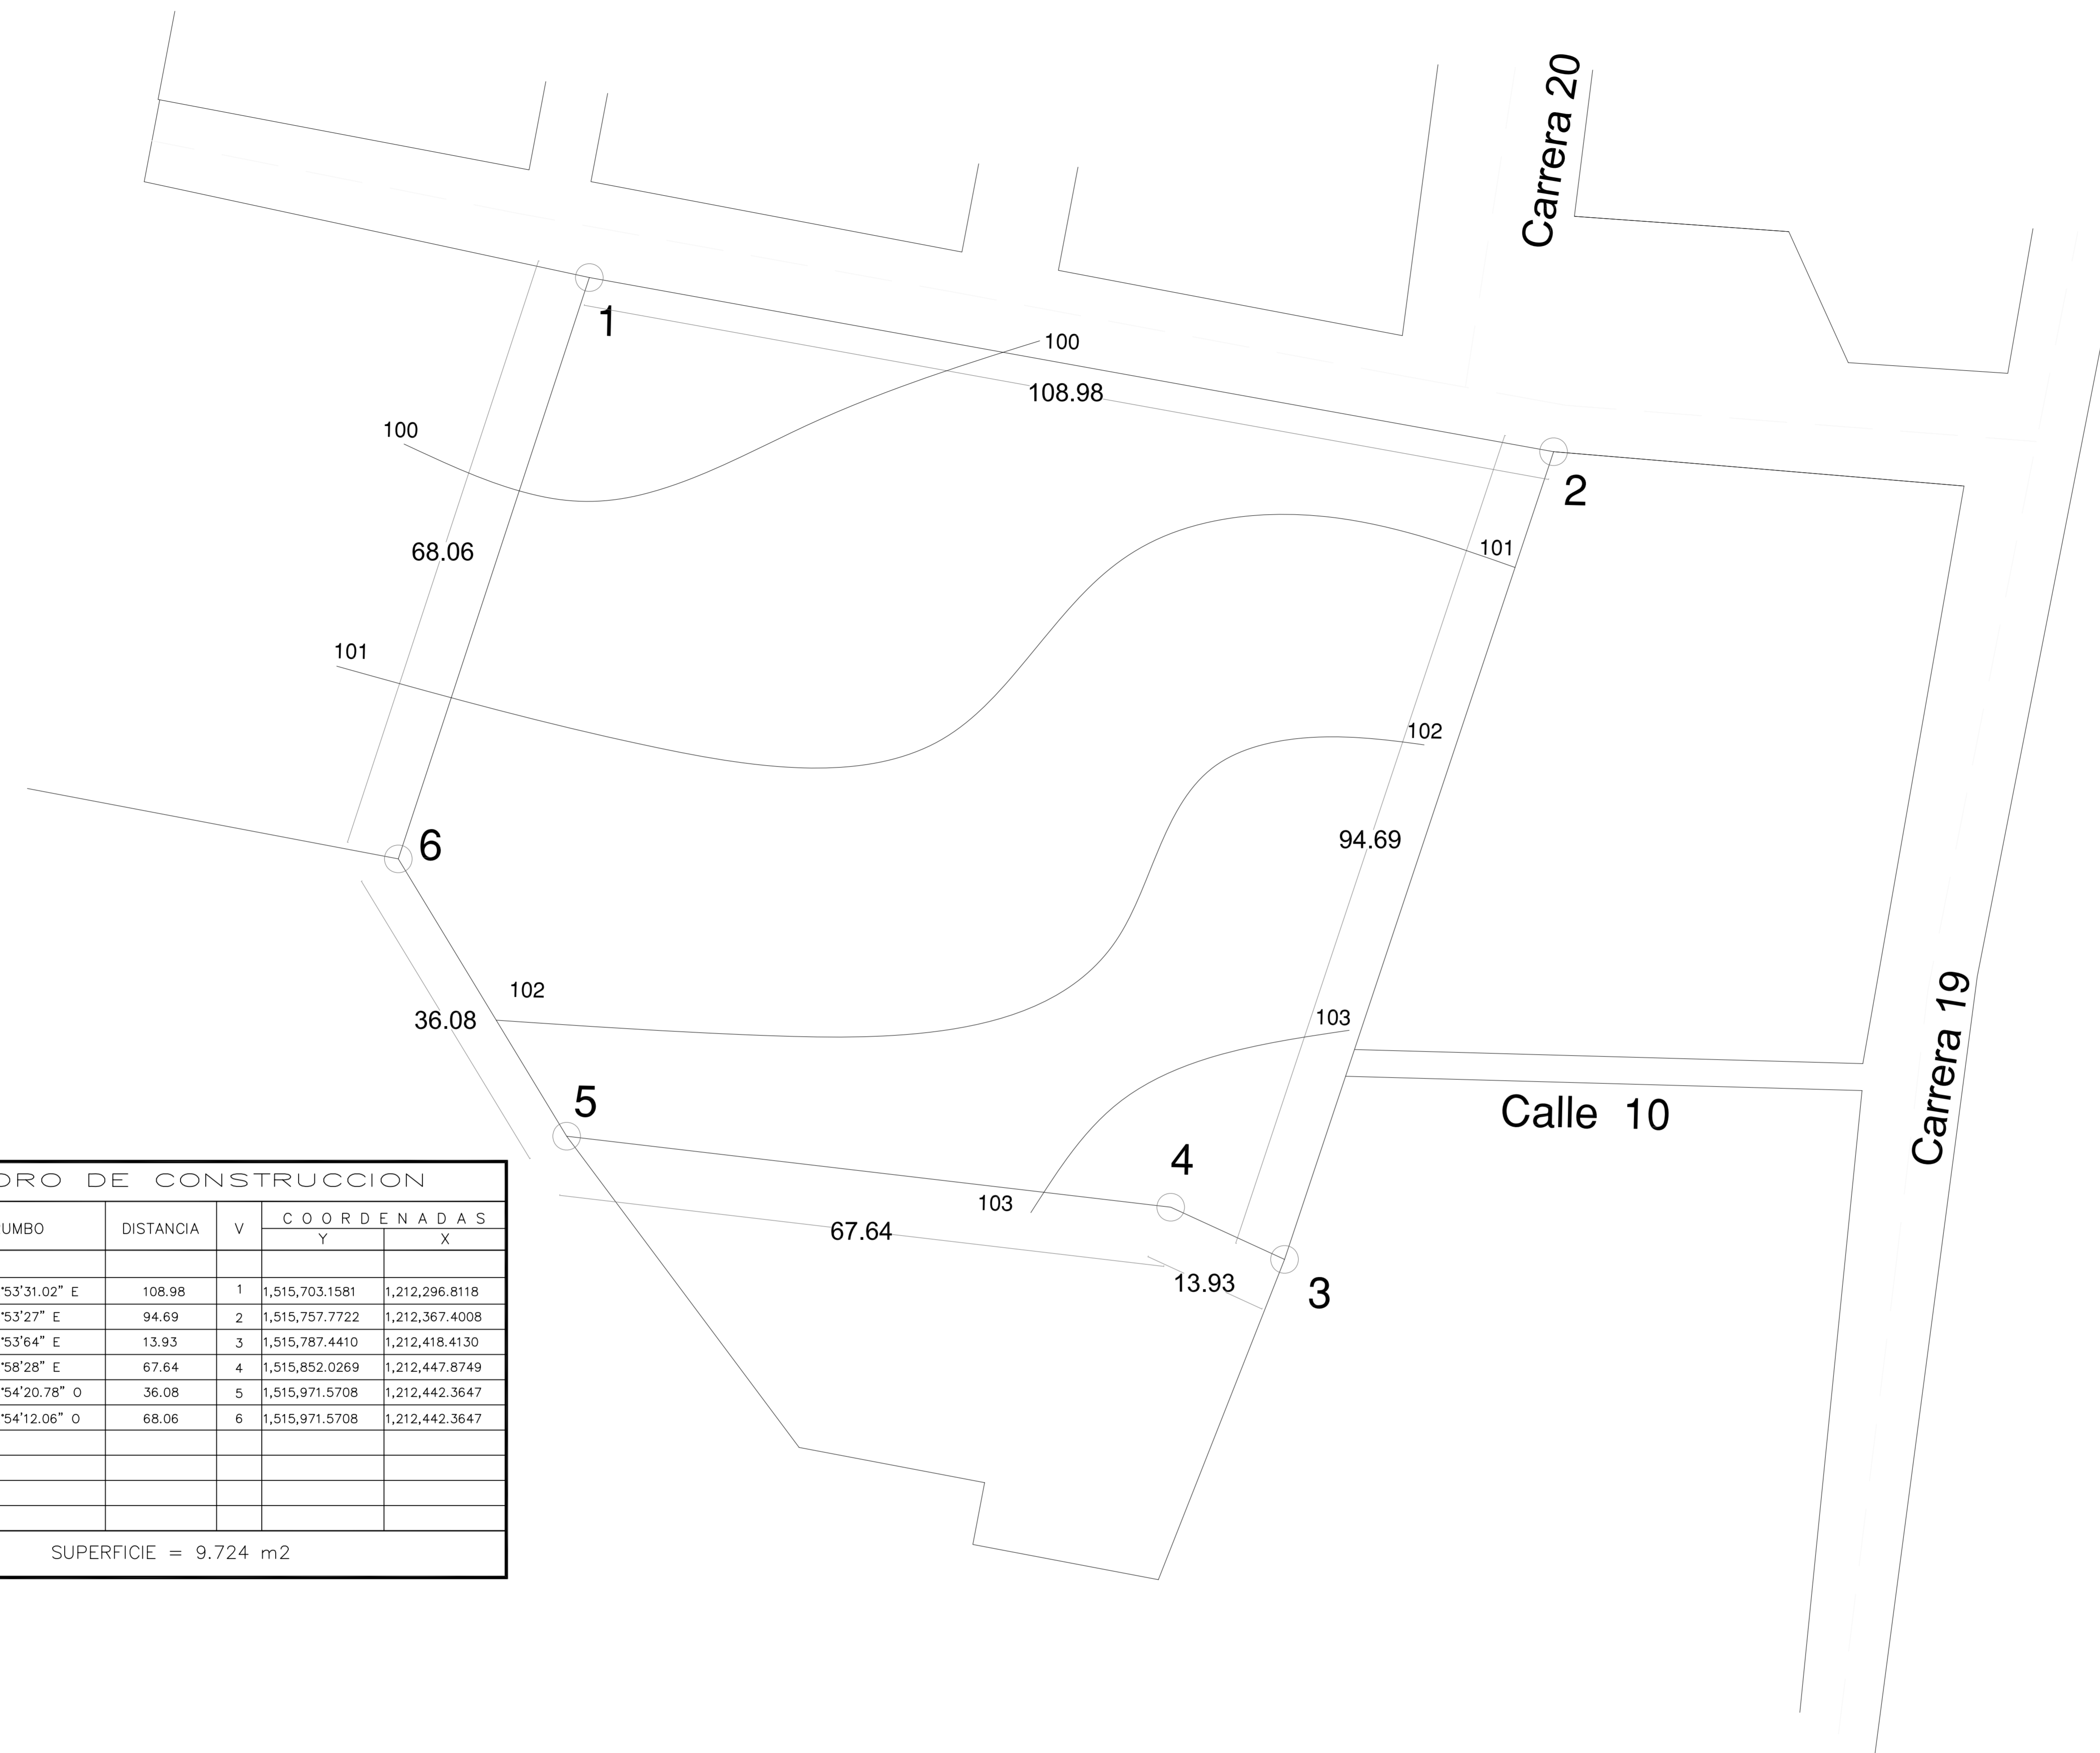 Carrera 20
1
100
108.98
100
2
101
68.06
101
102
94.69
6
102
36.08
103
5
Calle 10
Carrera 19
4
103
67.64
13.93
3
DRO DE CONSTRUCCION
UMBO DISTANCIA V COORDENADAS
Y X
°53'31.02" E 108.98 1 1,515,703.1581 1,212,296.8118
°53'27" E 94.69 2 1,515,757.7722 1,212,367.4008
°53'64" E 13.93 3 1,515,787.4410 1,212,418.4130
°58'28" E 67.64 4 1,515,852.0269 1,212,447.8749
°54'20.78" O 36.08 5 1,515,971.5708 1,212,442.3647
°54'12.06" O 68.06 6 1,515,971.5708 1,212,442.3647
SUPERFICIE = 9.724 m2